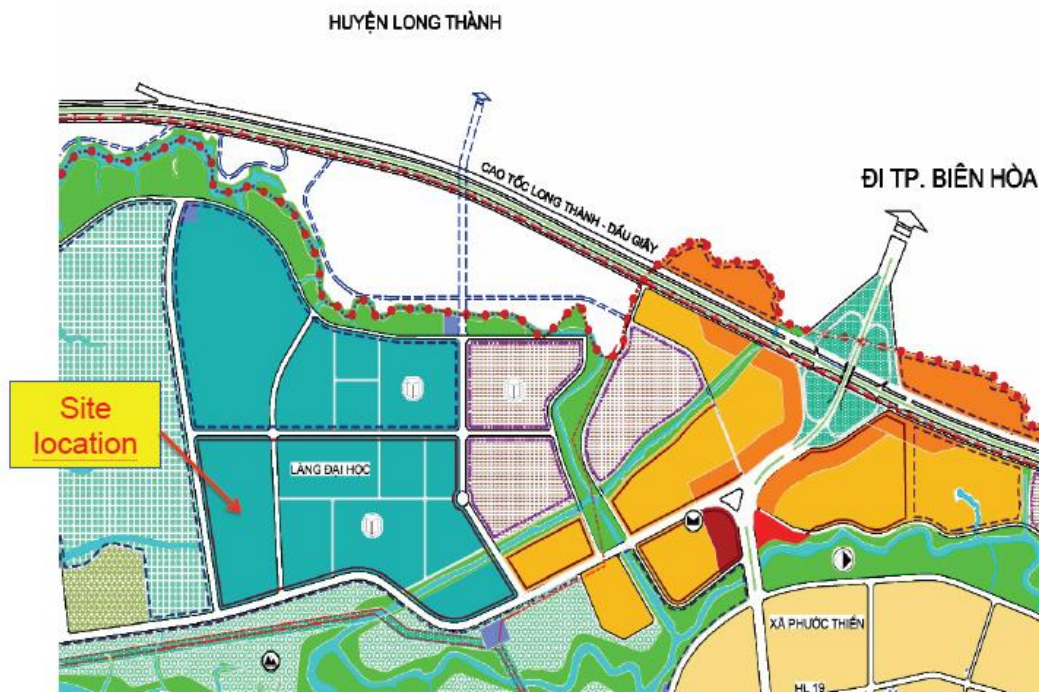 HUYỆN LONG THÀNH
CAO TỐC LONG THÀNH - DẦU GIÂY
ĐI TP. BIÊN HÒA
Site
location
LÀNG ĐẠI HỌC
XÃ PHƯỚC THIỀN
HL 19